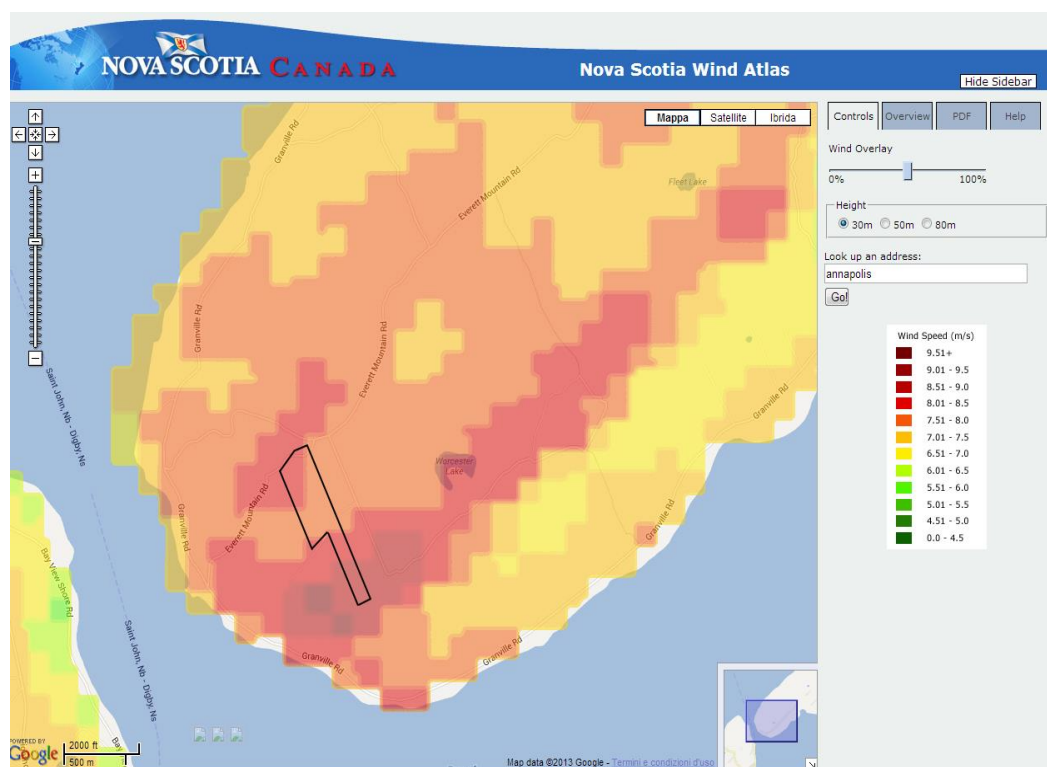 NOVA SCOTIA CANADA
Nova Scotia Wind Atlas
Hide Sidebar
Mappa Satellite Ibrida
Controls Overview PDF Help
Wind Overlay
0% 100%
Height
30m 50m 80m
Look up an address:
annapolis
Go!
Wind Speed (m/s)
9.51+
9.01 - 9.5
8.51 - 9.0
8.01 - 8.5
7.51 - 8.0
7.01 - 7.5
6.51 - 7.0
6.01 - 6.5
5.51 - 6.0
5.01 - 5.5
4.51 - 5.0
0.0 - 4.5
Granville Rd
Everett Mountain Rd
Fleet Lake
Granville Rd
Everett Mountain Rd
Granville Rd
Saint John, Nb - Digby, Ns
Worcester
Lake
Everett Mountain Rd
Granville Rd
Granville Rd
Bay View Shore Rd
Saint John, Nb - Digby, Ns
Granville Rd
Granville Rd
Bay
POWERED BY
Google
2000 ft
500 m
Map data ©2013 Google - Termini e condizioni d'uso